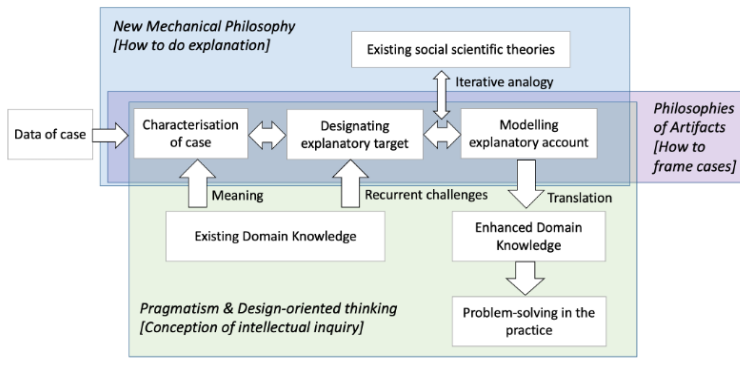 New Mechanical Philosophy
[How to do explanation]
Existing social scientific theories
Iterative analogy
Philosophies
of Artifacts
[How to
frame cases]
Data of case
Characterisation
of case
Designating
explanatory target
Modelling
explanatory account
Meaning
Recurrent challenges
Translation
Existing Domain Knowledge
Enhanced Domain
Knowledge
Pragmatism & Design-oriented thinking
[Conception of intellectual inquiry]
Problem-solving in the
practice